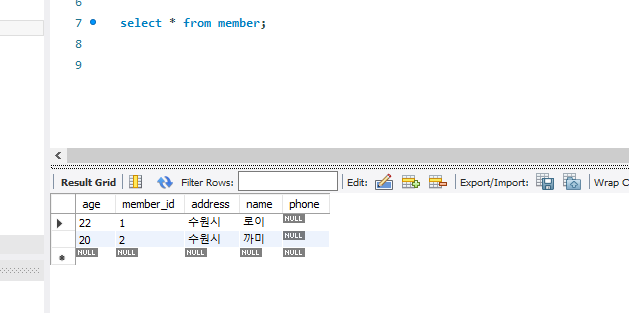 6
7 select * from member;
8
9
Result Grid Filter Rows: Edit: Export/Import: Wrap C
age member_id address name phone
22 1 수원시 로이 NULL
20 2 수원시 까미 NULL
NULL NULL NULL NULL NULL